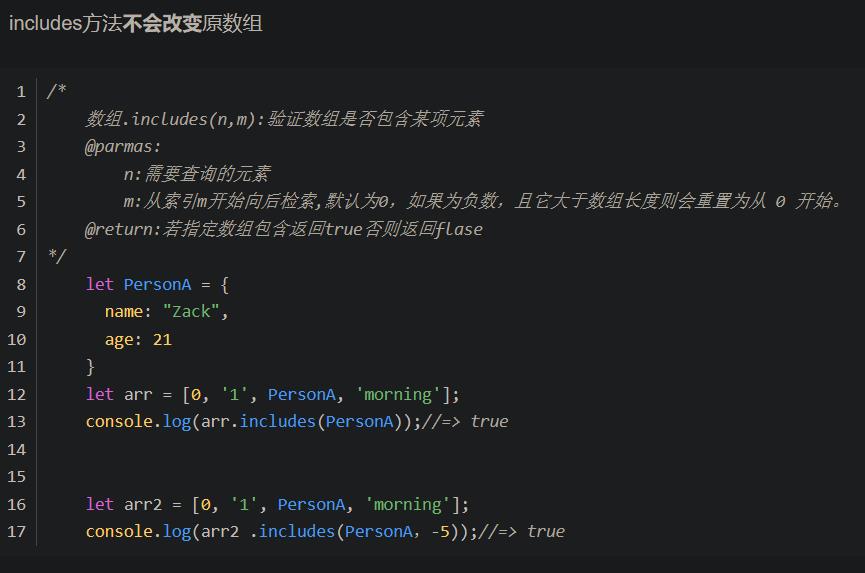 includes方法不会改变原数组
1 /*
2     数组.includes(n,m):验证数组是否包含某项元素
3     @parmas:
4         n:需要查询的元素
5         m:从索引m开始向后检索,默认为0，如果为负数，且它大于数组长度则会重置为从 0 开始。
6     @return:若指定数组包含返回true否则返回flase
7 */
8     let PersonA = {
9       name: "Zack",
10       age: 21
11     }
12     let arr = [0, '1', PersonA, 'morning'];
13     console.log(arr.includes(PersonA));//=> true
14
15
16     let arr2 = [0, '1', PersonA, 'morning'];
17     console.log(arr2 .includes(PersonA，-5));//=> true